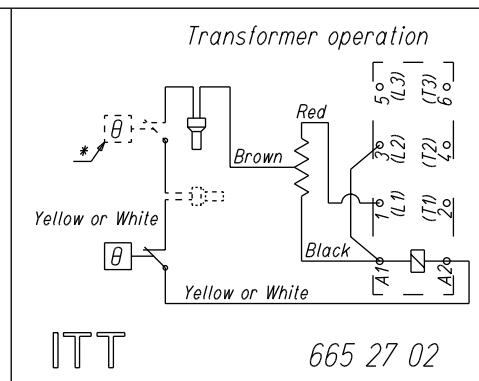 Transformer operation
5 (L3) (T3) 6
θ
*
Red
3 (L2) (T2) 4
Brown
1 (L1) (T1) 2
Yellow or White
θ
Black
A1 A2
Yellow or White
ITT 665 27 02